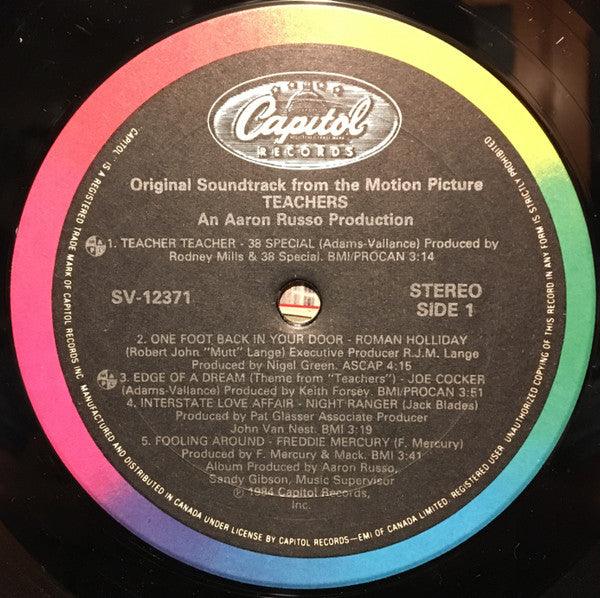 Capitol
RECORDS
Original Soundtrack from the Motion Picture
TEACHERS
An Aaron Russo Production
1. TEACHER TEACHER - 38 SPECIAL (Adams-Vallance) Produced by
Rodney Mills & 38 Special. BMI/PROCAN 3:14
SV-12371
STEREO
SIDE 1
2. ONE FOOT BACK IN YOUR DOOR - ROMAN HOLLIDAY
(Robert John "Mutt" Lange) Executive Producer R.J.M. Lange
Produced by Nigel Green. ASCAP 4:15
3. EDGE OF A DREAM (Theme from "Teachers") - JOE COCKER
(Adams-Vallance) Produced by Keith Forsey. BMI/PROCAN 3:51
4. INTERSTATE LOVE AFFAIR - NIGHT RANGER (Jack Blades)
Produced by Pat Glasser Associate Producer
John Van Nest. BMI 3:19
5. FOOLING AROUND - FREDDIE MERCURY (F. Mercury)
Produced by F. Mercury & Mack. BMI 3:41
Album Produced by Aaron Russo,
Sandy Gibson, Music Supervisor
℗ 1984 Capitol Records,
Inc.
CAPITOL IS A REGISTERED TRADE MARK OF CAPITOL RECORDS INC. MANUFACTURED AND DISTRIBUTED IN CANADA UNDER LICENSE BY CAPITOL RECORDS—EMI OF CANADA LIMITED. REGISTERED USER. UNAUTHORIZED COPYING OF THIS RECORD IN ANY FORM IS STRICTLY PROHIBITED